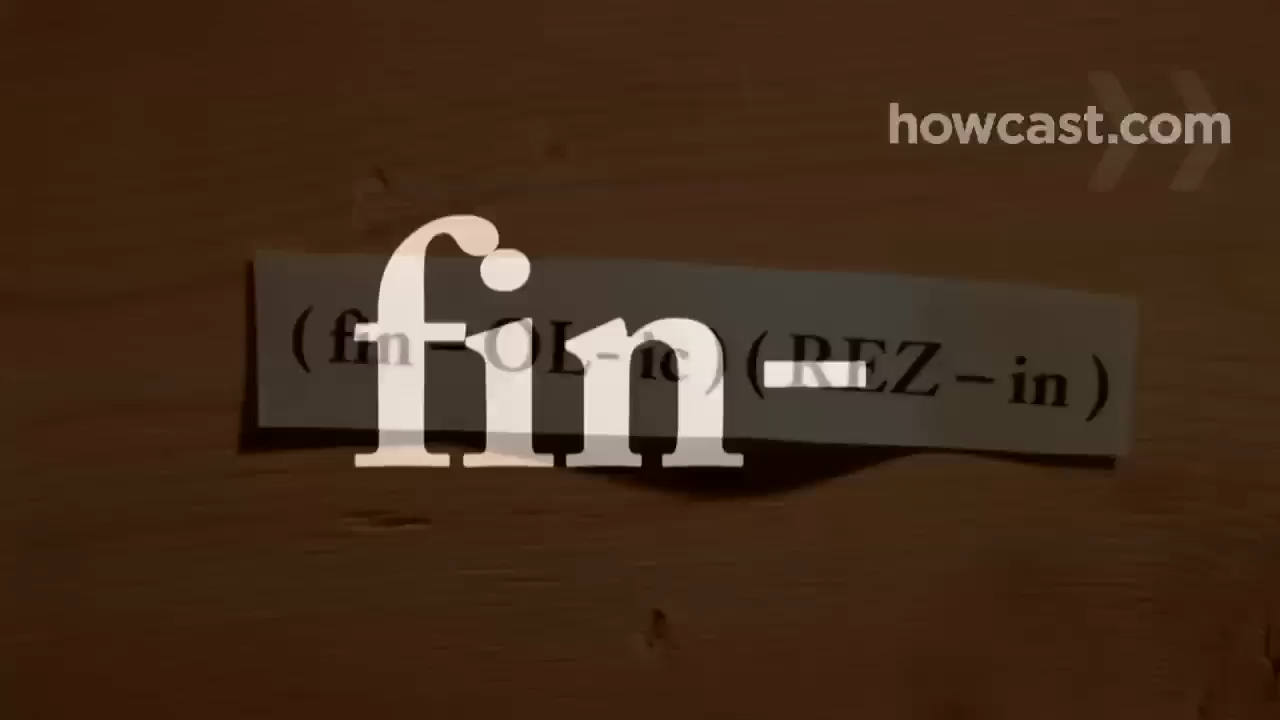 howcast.com
fin-
( fin – OL- ic ) ( REZ – in )